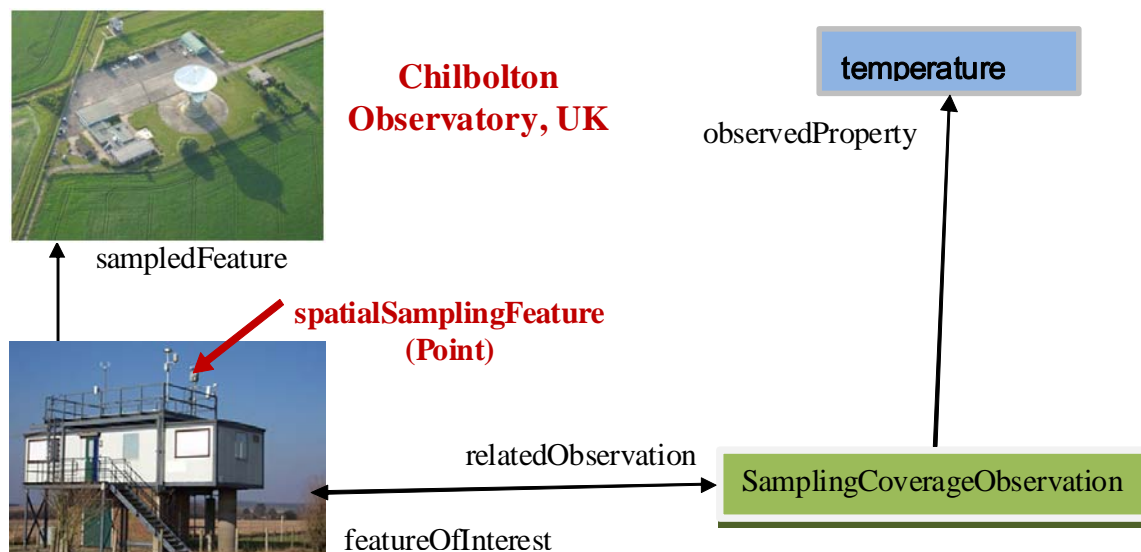 Chilbolton
Observatory, UK
temperature
observedProperty
sampledFeature
spatialSamplingFeature
(Point)
relatedObservation
SamplingCoverageObservation
featureOfInterest